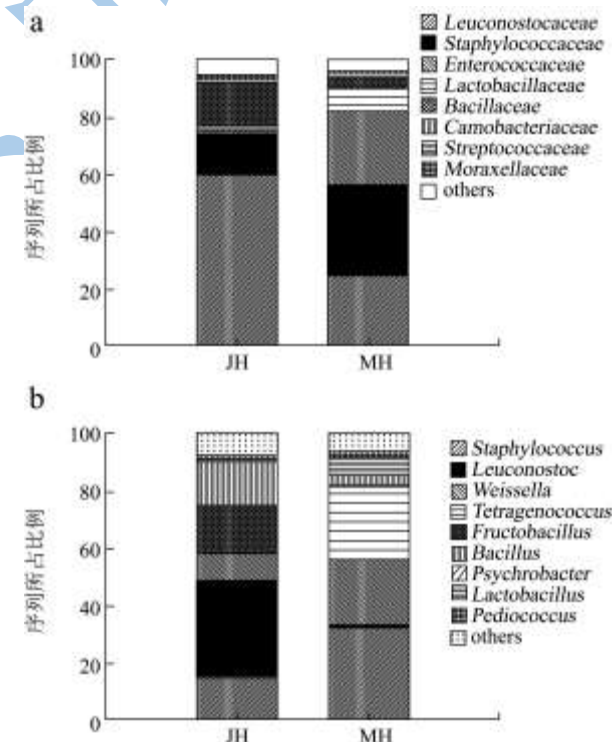 a
100
80
60
40
20
0
序列所占比例
JH
MH
Leuconostocaceae
Staphylococcaceae
Enterococcaceae
Lactobacillaceae
Bacillaceae
Camobacteriaceae
Streptococcaceae
Moraxellaceae
others
b
100
80
60
40
20
0
序列所占比例
JH
MH
Staphylococcus
Leuconostoc
Weissella
Tetragenococcus
Fructobacillus
Bacillus
Psychrobacter
Lactobacillus
Pediococcus
others